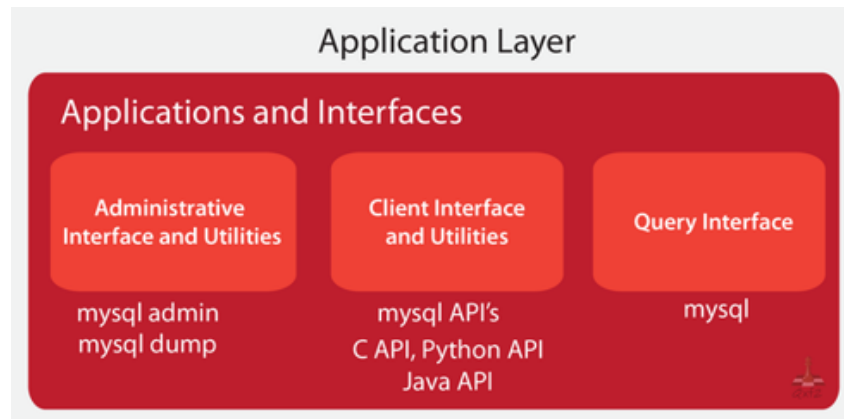 Application Layer
Applications and Interfaces
Administrative
Interface and Utilities
Client Interface
and Utilities
Query Interface
mysql admin
mysql dump
mysql API's
C API, Python API
Java API
mysql